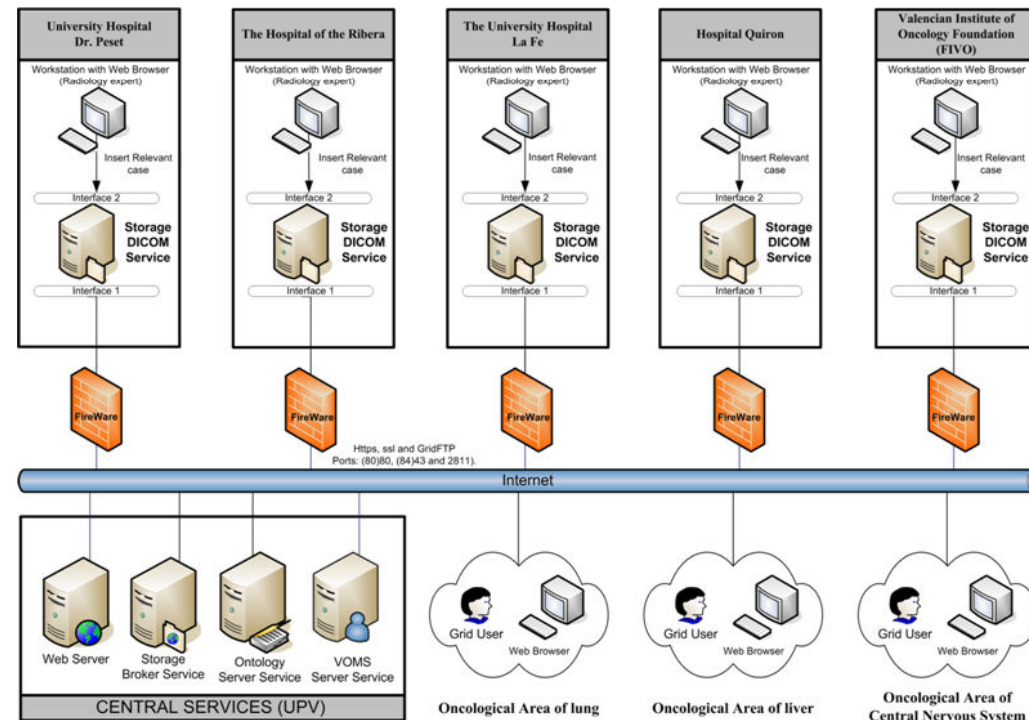 University Hospital
Dr. Peset
Workstation with Web Browser
(Radiology expert)
Insert Relevant
case
Interface 2
Storage
DICOM
Service
Interface 1
FireWare
The Hospital of the Ribera
Workstation with Web Browser
(Radiology expert)
Insert Relevant
case
Interface 2
Storage
DICOM
Service
Interface 1
FireWare
The University Hospital
La Fe
Workstation with Web Browser
(Radiology expert)
Insert Relevant
case
Interface 2
Storage
DICOM
Service
Interface 1
FireWare
Hospital Quiron
Workstation with Web Browser
(Radiology expert)
Insert Relevant
case
Interface 2
Storage
DICOM
Service
Interface 1
FireWare
Valencian Institute of
Oncology Foundation
(FIVO)
Workstation with Web Browser
(Radiology expert)
Insert Relevant
case
Interface 2
Storage
DICOM
Service
Interface 1
FireWare
Https, ssl and GridFTP
Ports: (80)80, (84)43 and 2811).
Internet
Web Server
Storage
Broker Service
Ontology
Server Service
VOMS
Server Service
CENTRAL SERVICES (UPV)
Grid User
Web Browser
Oncological Area of lung
Grid User
Web Browser
Oncological Area of liver
Grid User
Web Browser
Oncological Area of
Central Nervous System